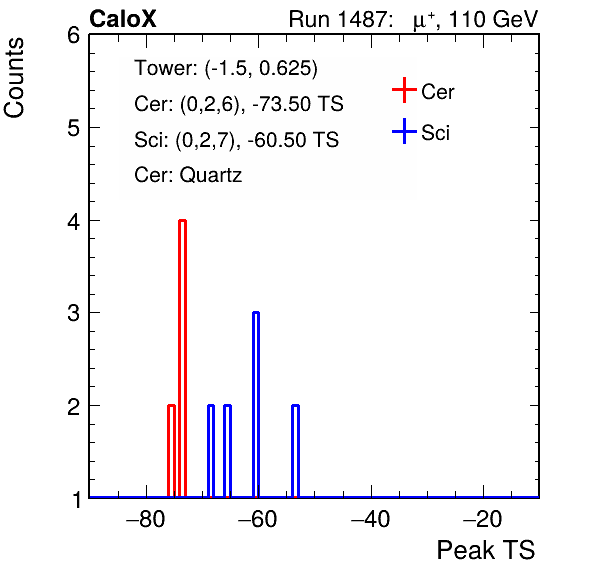 CaloX Run 1487: μ⁺, 110 GeV
Counts
Tower: (-1.5, 0.625)
Cer: (0,2,6), -73.50 TS
Sci: (0,2,7), -60.50 TS
Cer: Quartz
Cer
Sci
6
5
4
3
2
1
−80 −60 −40 −20
Peak TS